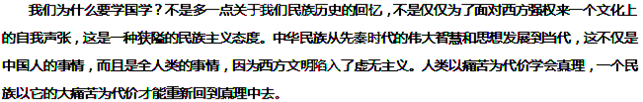 我们为什么要学国学？不是多一点关于我们民族历史的回忆，不是仅仅为了面对西方强权来一个文化上
的自我声张，这是一种狭隘的民族主义态度。中华民族从先秦时代的伟大智慧和思想发展到当代，这不仅是
中国人的事情，而且是全人类的事情，因为西方文明陷入了虚无主义。人类以痛苦为代价学会真理，一个民
族以它的大痛苦为代价才能重新回到真理中去。